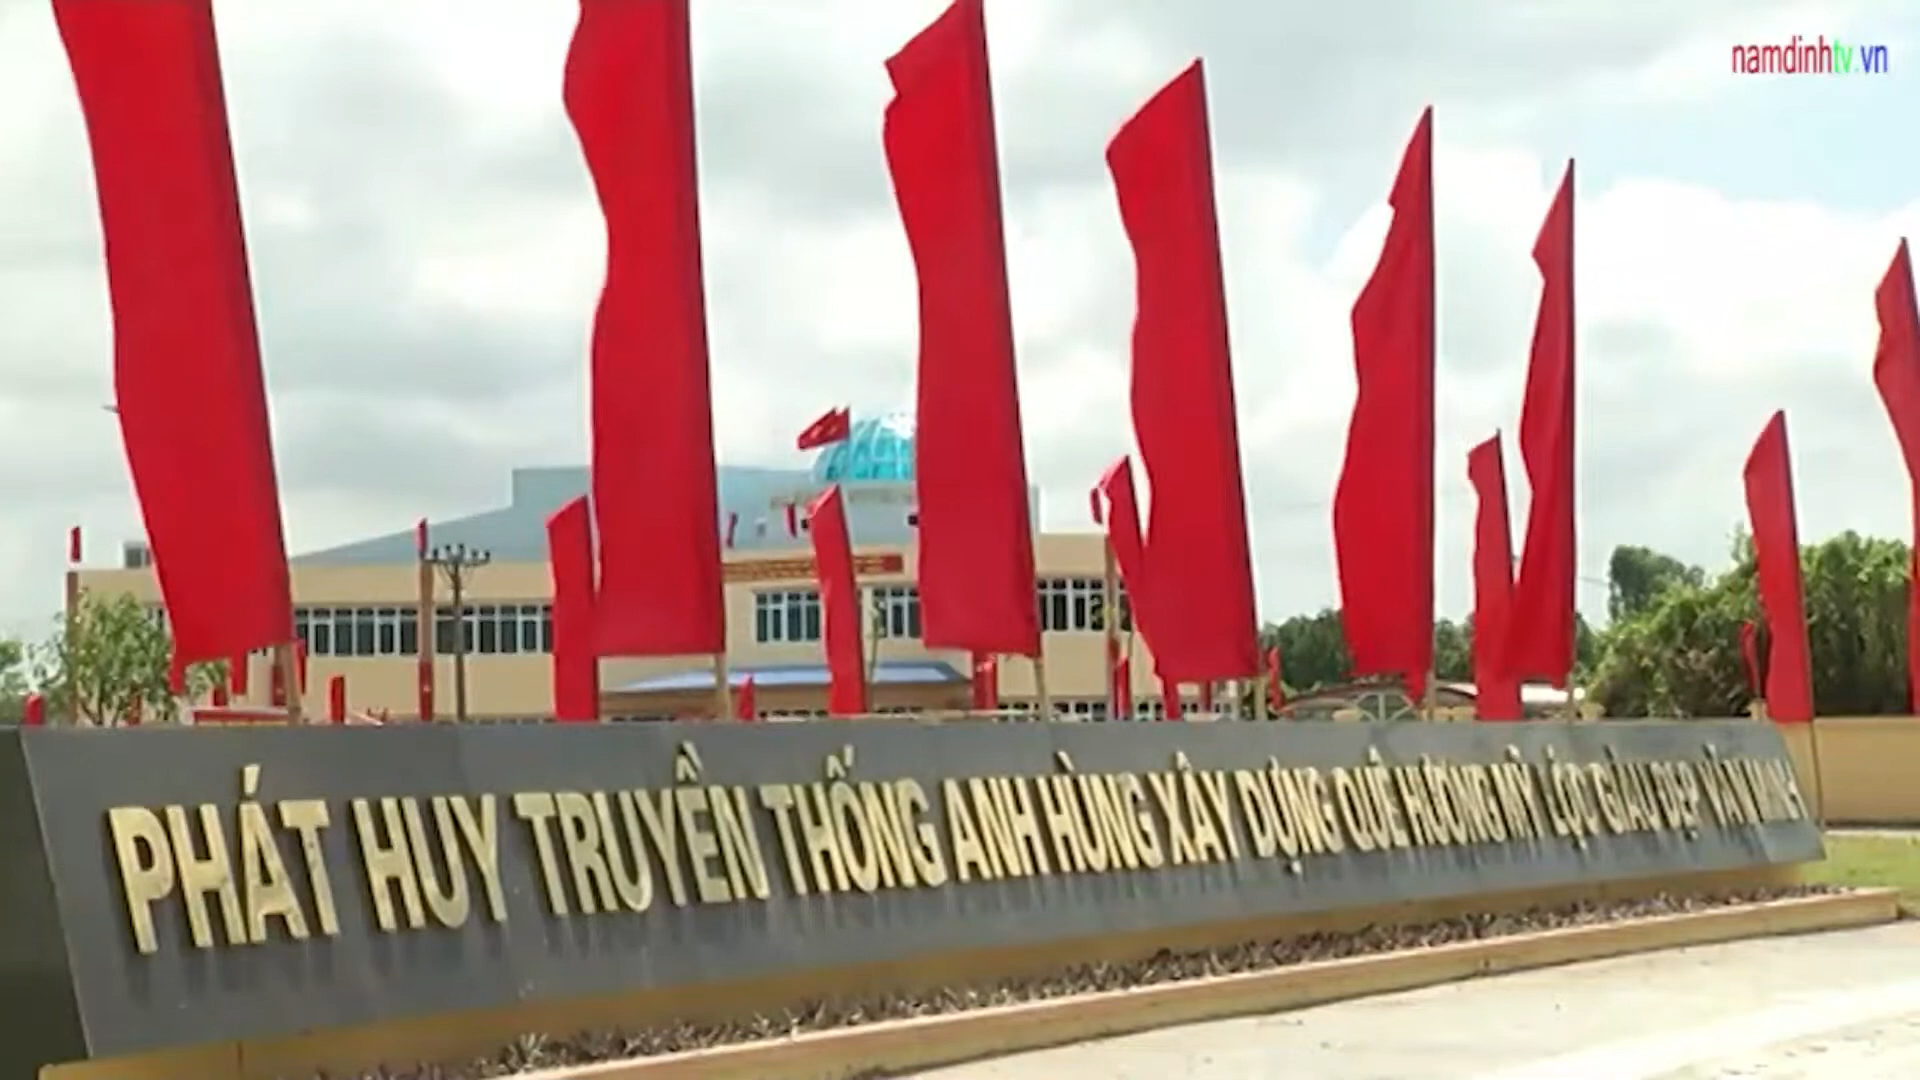 namdinhtv.vn
PHÁT HUY TRUYỀN THỐNG ANH HÙNG XÂY DỰNG QUÊ HƯƠNG MỸ LỘC GIÀU ĐẸP VĂN MINH